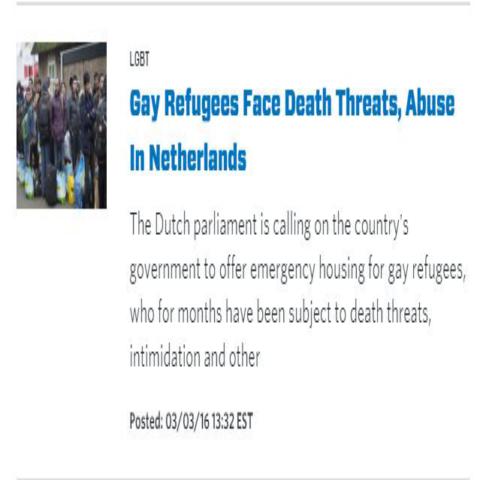 LGBT
Gay Refugees Face Death Threats, Abuse
In Netherlands
The Dutch parliament is calling on the country's
government to offer emergency housing for gay refugees,
who for months have been subject to death threats,
intimidation and other
Posted: 03/03/16 13:32 EST